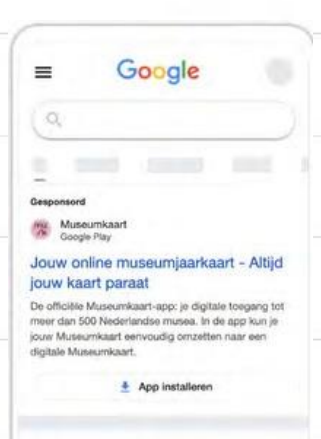 Google
Gesponsord
Museumkaart
Google Play
Jouw online museumjaarkaart - Altijd
jouw kaart paraat
De officiële Museumkaart-app: je digitale toegang tot
meer dan 500 Nederlandse musea. In de app kun je
jouw Museumkaart eenvoudig omzetten naar een
digitale Museumkaart.
App installeren